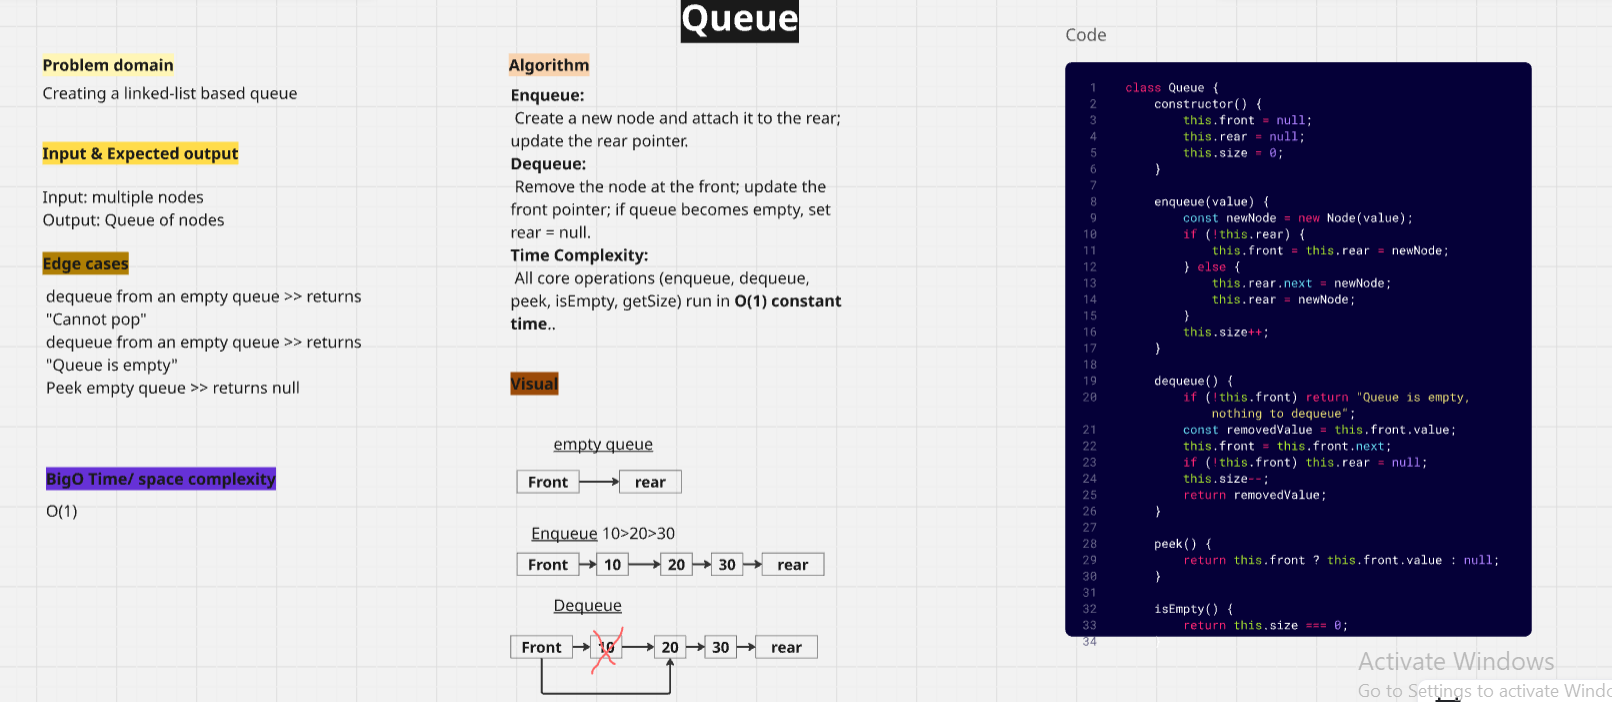 Queue
Problem domain
Creating a linked-list based queue
Input & Expected output
Input: multiple nodes
Output: Queue of nodes
Edge cases
dequeue from an empty queue >> returns
"Cannot pop"
dequeue from an empty queue >> returns
"Queue is empty"
Peek empty queue >> returns null
BigO Time/ space complexity
O(1)
Algorithm
Enqueue:
Create a new node and attach it to the rear;
update the rear pointer.
Dequeue:
Remove the node at the front; update the
front pointer; if queue becomes empty, set
rear = null.
Time Complexity:
All core operations (enqueue, dequeue,
peek, isEmpty, getSize) run in O(1) constant
time..
Visual
empty queue
Front rear
Enqueue 10>20>30
Front 10 20 30 rear
Dequeue
Front 10 20 30 rear
Code
1 class Queue {
2 constructor() {
3 this.front = null;
4 this.rear = null;
5 this.size = 0;
6 }
7
8 enqueue(value) {
9 const newNode = new Node(value);
10 if (!this.rear) {
11 this.front = this.rear = newNode;
12 } else {
13 this.rear.next = newNode;
14 this.rear = newNode;
15 }
16 this.size++;
17 }
18
19 dequeue() {
20 if (!this.front) return "Queue is empty,
nothing to dequeue";
21 const removedValue = this.front.value;
22 this.front = this.front.next;
23 if (!this.front) this.rear = null;
24 this.size--;
25 return removedValue;
26 }
27
28 peek() {
29 return this.front ? this.front.value : null;
30 }
31
32 isEmpty() {
33 return this.size === 0;
34
Activate Windows
Go to Settings to activate Windo